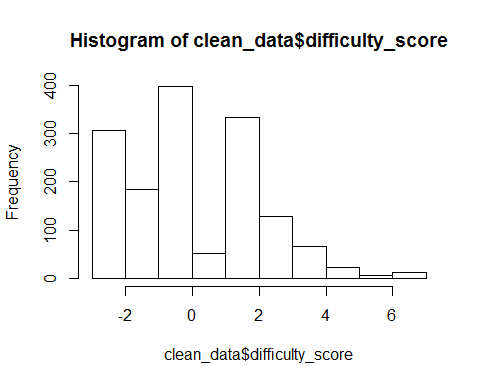 Histogram of clean_data$difficulty_score
400
300
200
100
0
Frequency
-2 0 2 4 6
clean_data$difficulty_score